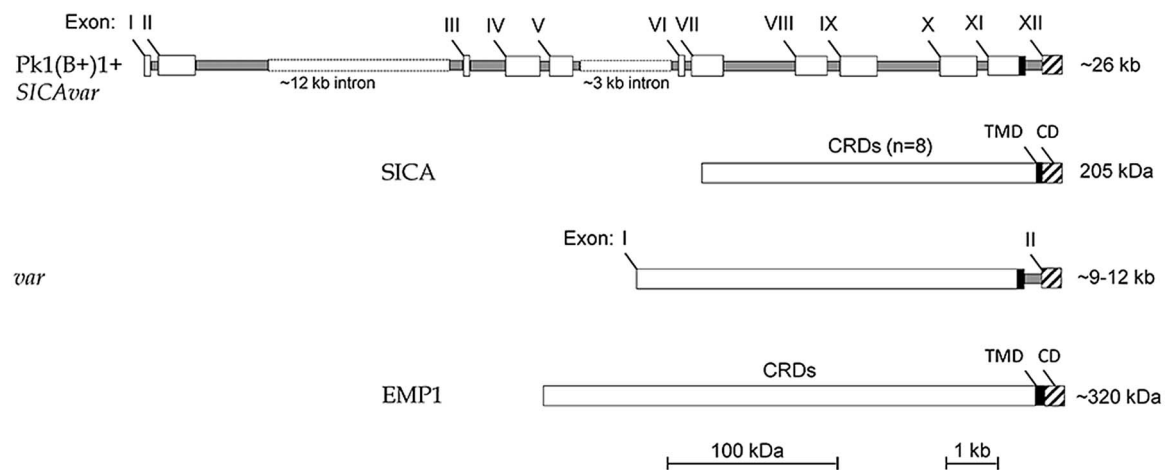 Exon: I II III IV V VI VII VIII IX X XI XII
Pk1(B+)1+
SICAvar
~12 kb intron
~3 kb intron
~26 kb
CRDs (n=8)
TMD CD
SICA
205 kDa
Exon: I II
var
~9-12 kb
CRDs
TMD CD
EMP1
~320 kDa
100 kDa
1 kb